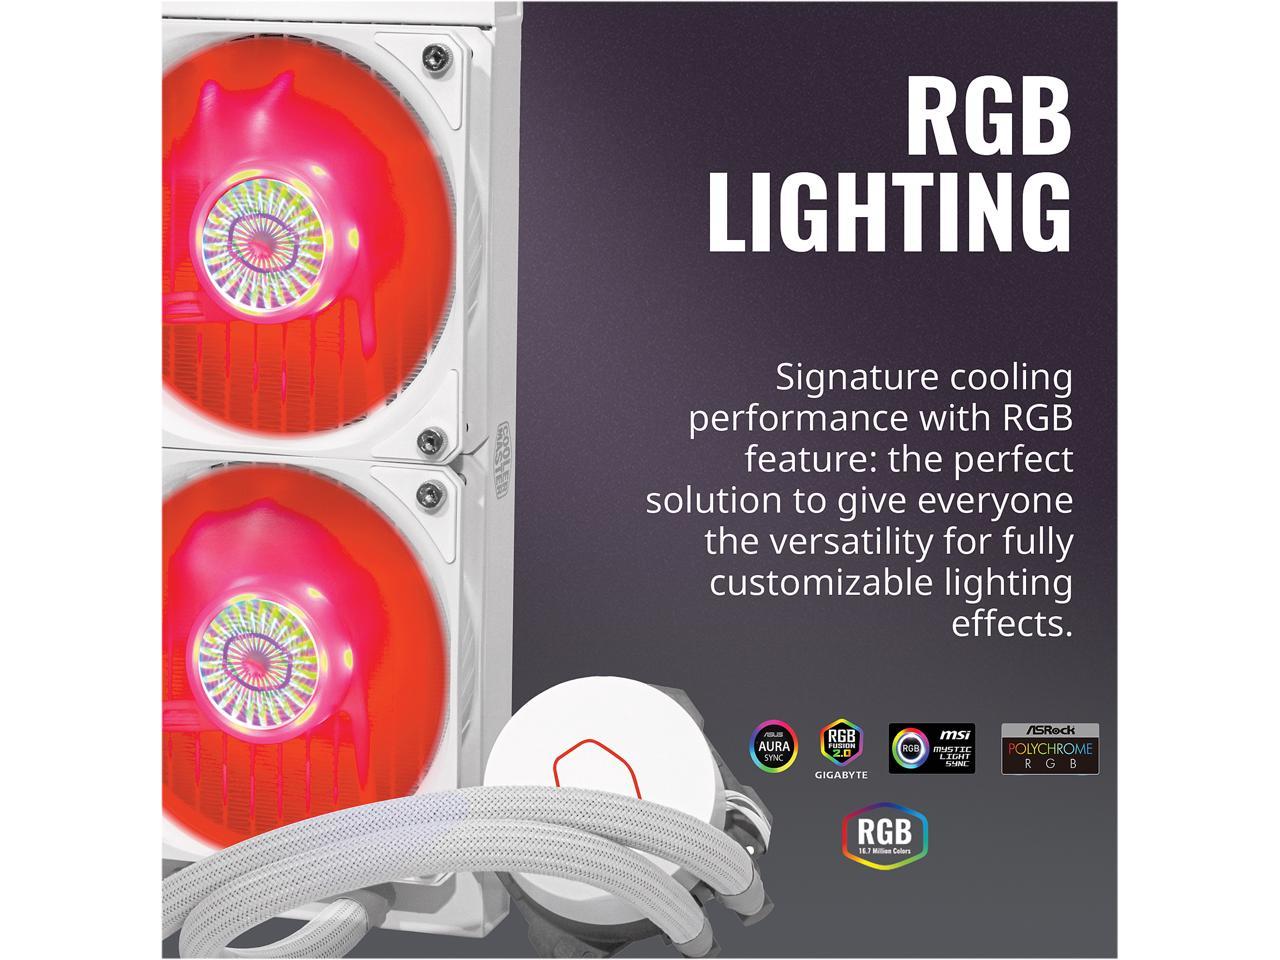 RGB
LIGHTING
Signature cooling
performance with RGB
feature: the perfect
solution to give everyone
the versatility for fully
customizable lighting
effects.
COOLER
MASTER
ASUS
AURA
SYNC
RGB
FUSION
2.0
GIGABYTE
RGB
msi
MYSTIC
LIGHT
SYNC
ASRock
POLYCHROME
RGB
RGB
16.7 Million Colors